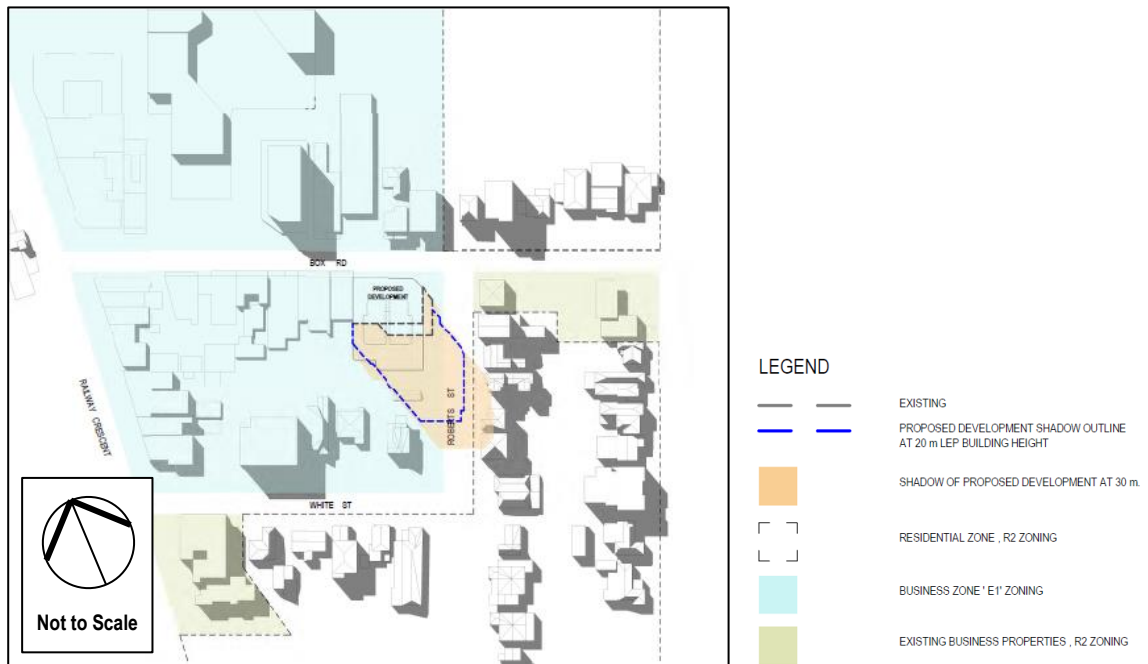 BOX RD
PROPOSED
DEVELOPMENT
RAILWAY CRESCENT
ROBERTS ST
WHITE ST
Not to Scale
LEGEND
EXISTING
PROPOSED DEVELOPMENT SHADOW OUTLINE
AT 20 m LEP BUILDING HEIGHT
SHADOW OF PROPOSED DEVELOPMENT AT 30 m.
RESIDENTIAL ZONE , R2 ZONING
BUSINESS ZONE ' E1' ZONING
EXISTING BUSINESS PROPERTIES , R2 ZONING